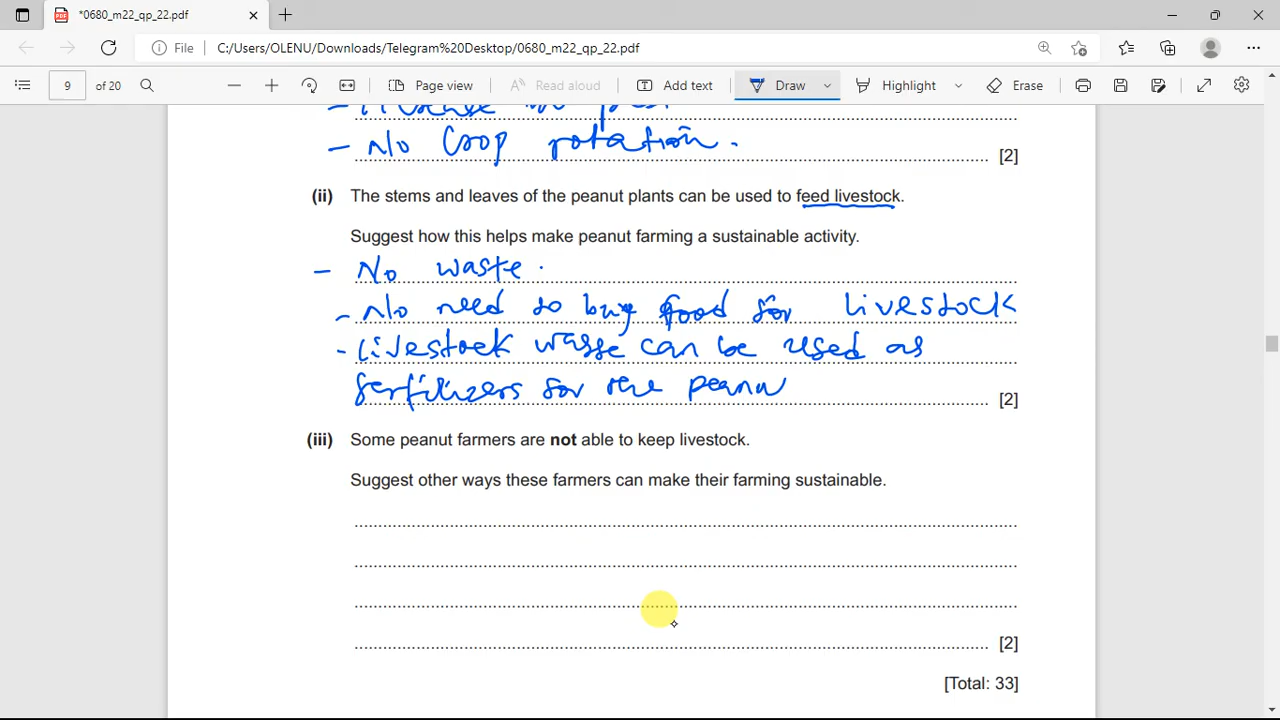 *0680_m22_qp_22.pdf
File C:/Users/OLENU/Downloads/Telegram%20Desktop/0680_m22_qp_22.pdf
9 of 20 Page view Read aloud Add text Draw Highlight Erase
- No Crop rotation. [2]
(ii) The stems and leaves of the peanut plants can be used to feed livestock.
Suggest how this helps make peanut farming a sustainable activity.
- No waste.
- No need to buy food for livestock
- Livestock waste can be used as
fertilizers for the peanu [2]
(iii) Some peanut farmers are not able to keep livestock.
Suggest other ways these farmers can make their farming sustainable.
[2]
[Total: 33]